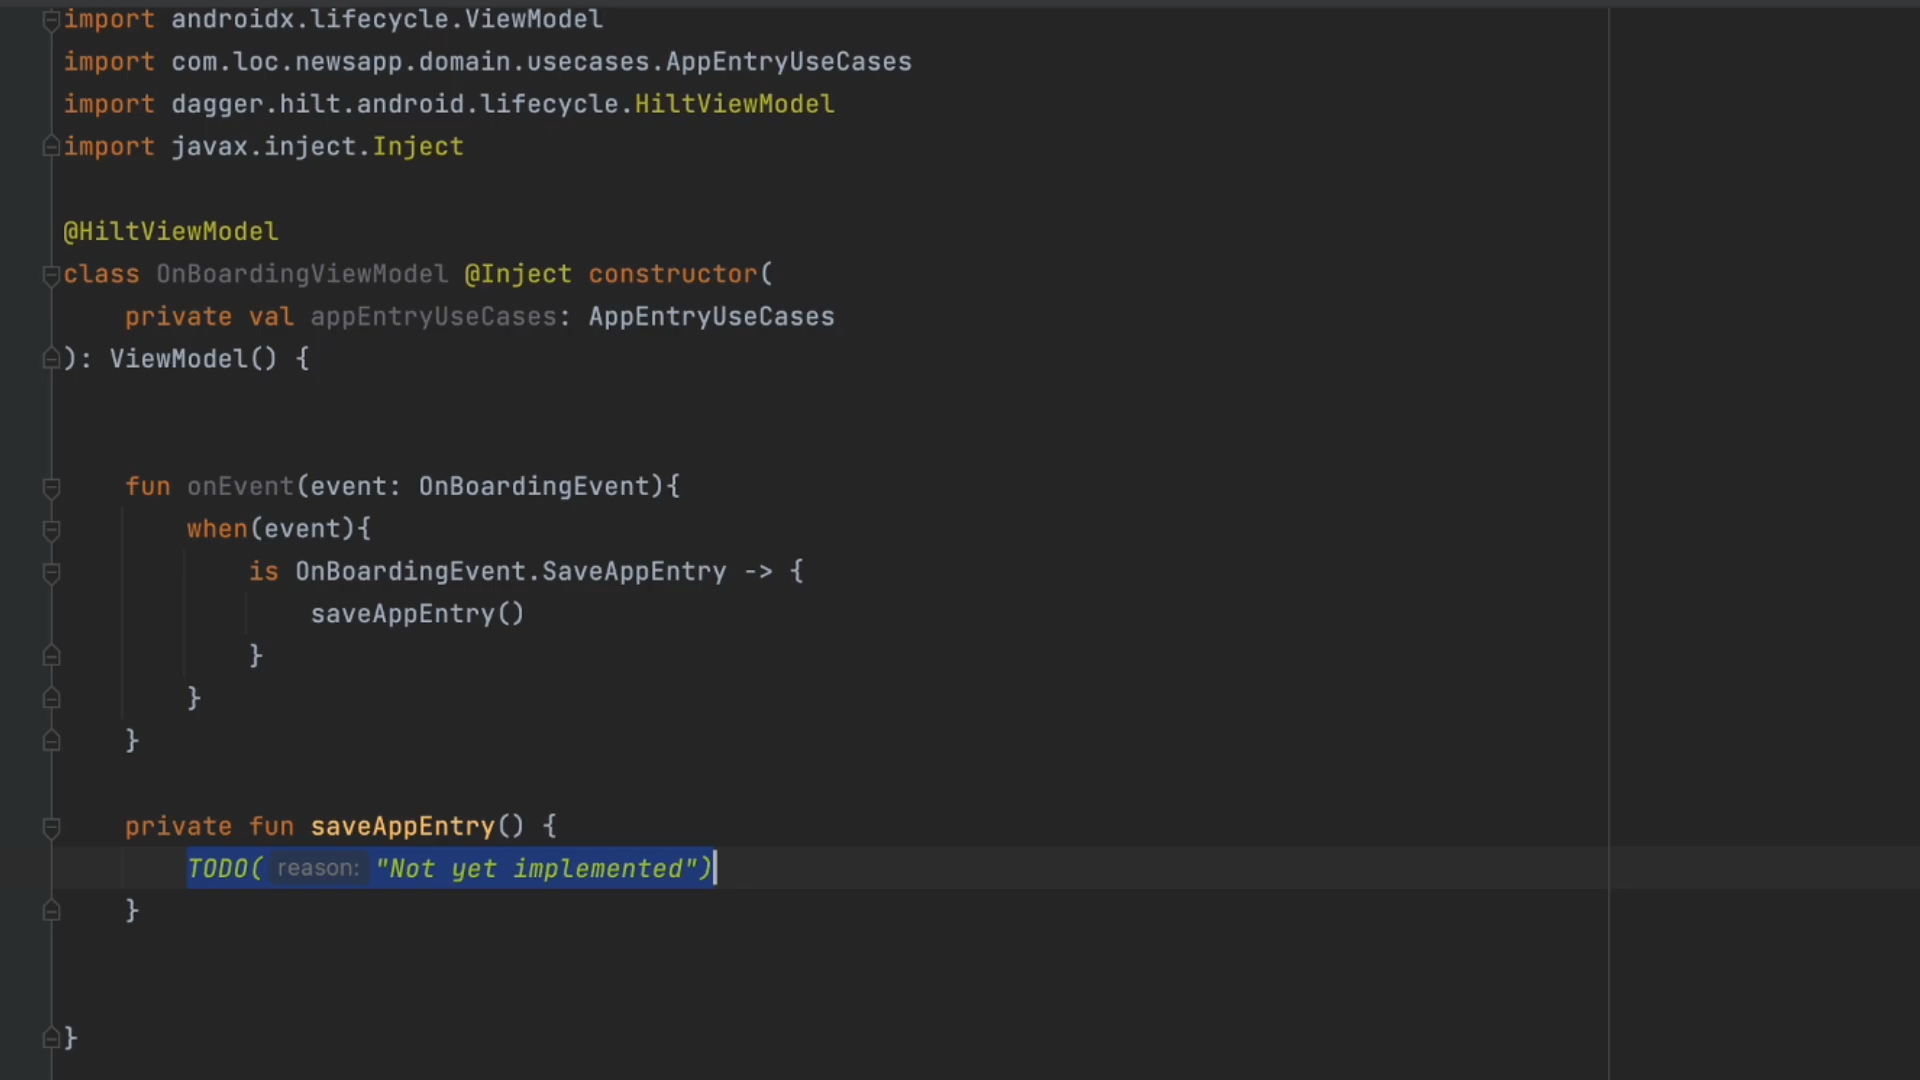 import androidx.lifecycle.ViewModel
import com.loc.newsapp.domain.usecases.AppEntryUseCases
import dagger.hilt.android.lifecycle.HiltViewModel
import javax.inject.Inject
@HiltViewModel
class OnBoardingViewModel @Inject constructor(
    private val appEntryUseCases: AppEntryUseCases
): ViewModel() {
    fun onEvent(event: OnBoardingEvent){
        when(event){
            is OnBoardingEvent.SaveAppEntry -> {
                saveAppEntry()
            }
        }
    }
    private fun saveAppEntry() {
        TODO( reason: "Not yet implemented")
    }
}